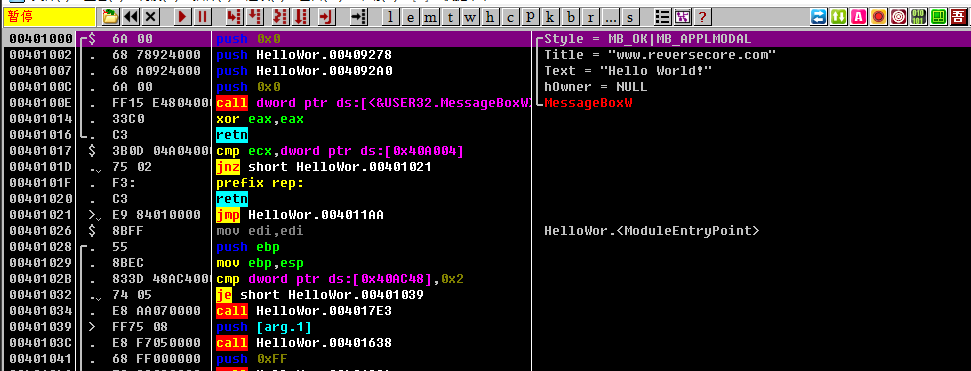 暂停 l e m t w h c p k b r ... s ?
00401000 $ 6A 00 push 0x0 Style = MB_OK|MB_APPLMODAL
00401002 . 68 78924000 push HelloWor.00409278 Title = "www.reversecore.com"
00401007 . 68 A0924000 push HelloWor.004092A0 Text = "Hello World!"
0040100C . 6A 00 push 0x0 hOwner = NULL
0040100E . FF15 E4804000 call dword ptr ds:[<&USER32.MessageBoxW> MessageBoxW
00401014 . 33C0 xor eax,eax
00401016 . C3 retn
00401017 $ 3B0D 04A04000 cmp ecx,dword ptr ds:[0x40A004]
0040101D . 75 02 jnz short HelloWor.00401021
0040101F . F3: prefix rep:
00401020 . C3 retn
00401021 > E9 84010000 jmp HelloWor.004011AA
00401026 $ 8BFF mov edi,edi HelloWor.<ModuleEntryPoint>
00401028 . 55 push ebp
00401029 . 8BEC mov ebp,esp
0040102B . 833D 48AC4000 cmp dword ptr ds:[0x40AC48],0x2
00401032 . 74 05 je short HelloWor.00401039
00401034 . E8 AA070000 call HelloWor.004017E3
00401039 > FF75 08 push [arg.1]
0040103C . E8 F7050000 call HelloWor.00401638
00401041 . 68 FF000000 push 0xFF